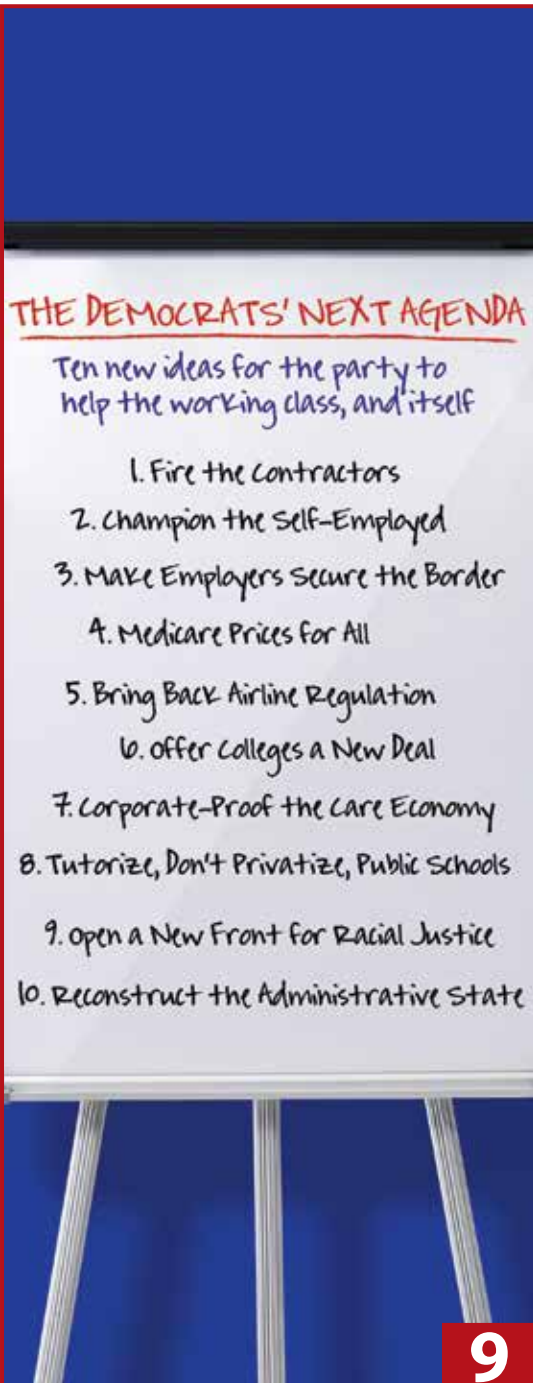 THE DEMOCRATS' NEXT AGENDA
Ten new ideas for the party to
help the working class, and itself
1. Fire the Contractors
2. Champion the Self-Employed
3. Make Employers Secure the Border
4. Medicare Prices for All
5. Bring Back Airline Regulation
6. Offer Colleges a New Deal
7. Corporate-Proof the Care Economy
8. Tutorize, Don't Privatize, Public Schools
9. Open a New Front for Racial Justice
10. Reconstruct the Administrative State
9